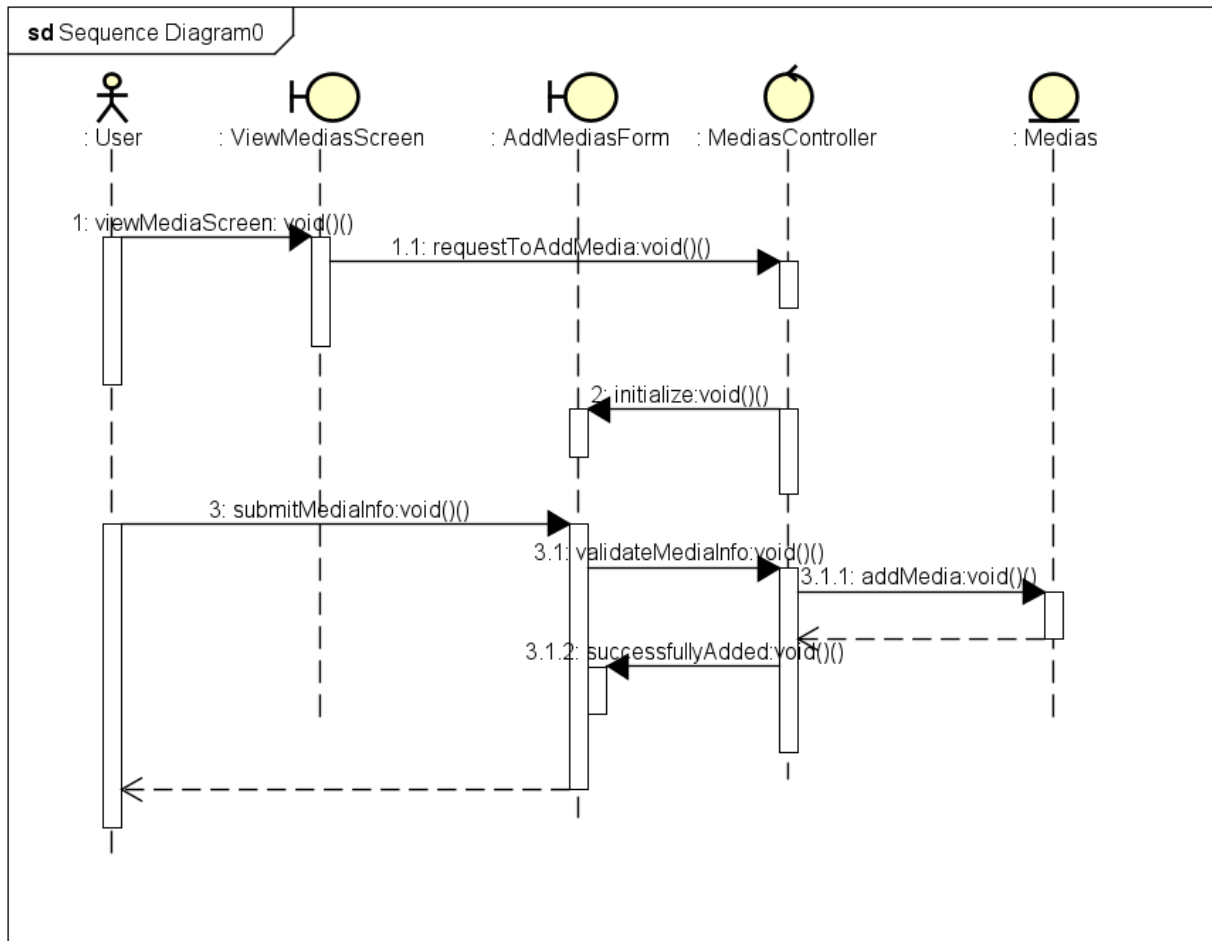 sd Sequence Diagram0
: User
: ViewMediasScreen
: AddMediasForm
: MediasController
: Medias
1: viewMediaScreen: void()()
1.1: requestToAddMedia:void()()
2: initialize:void()()
3: submitMediaInfo:void()()
3.1: validateMediaInfo:void()()
3.1.1: addMedia:void()()
3.1.2: successfullyAdded:void()()